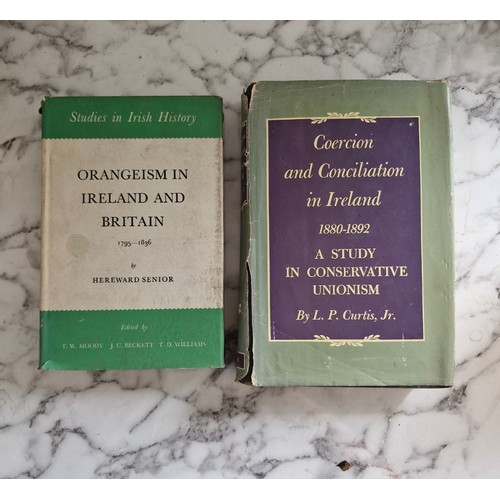 Studies in Irish History
ORANGEISM IN
IRELAND AND
BRITAIN
1795—1836
by
HEREWARD SENIOR
Edited by
T. W. MOODY J. C. BECKETT T. D. WILLIAMS
Coercion
and Conciliation
in Ireland
1880-1892
A STUDY
IN CONSERVATIVE
UNIONISM
By L. P. Curtis, Jr.